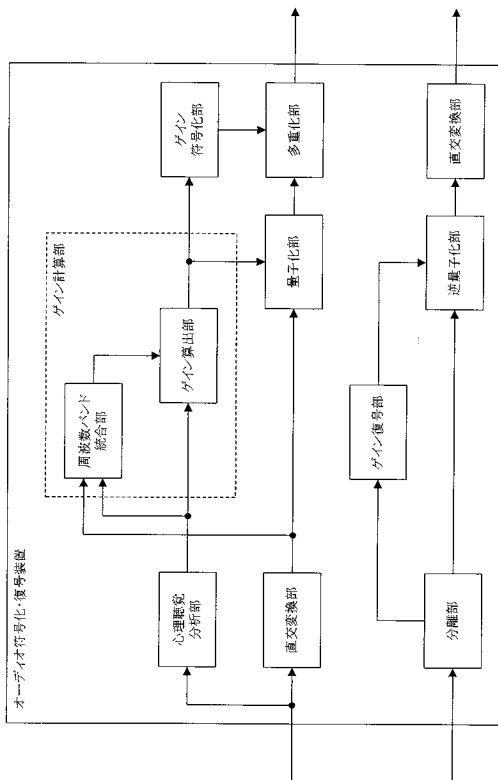 オーディオ符号化・復号装置
ゲイン計算部
周波数バンド
統合部
ゲイン算出部
ゲイン
符号化部
心理聴覚
分析部
直交変換部
量子化部
多重化部
分離部
ゲイン復号部
逆量子化部
直交変換部